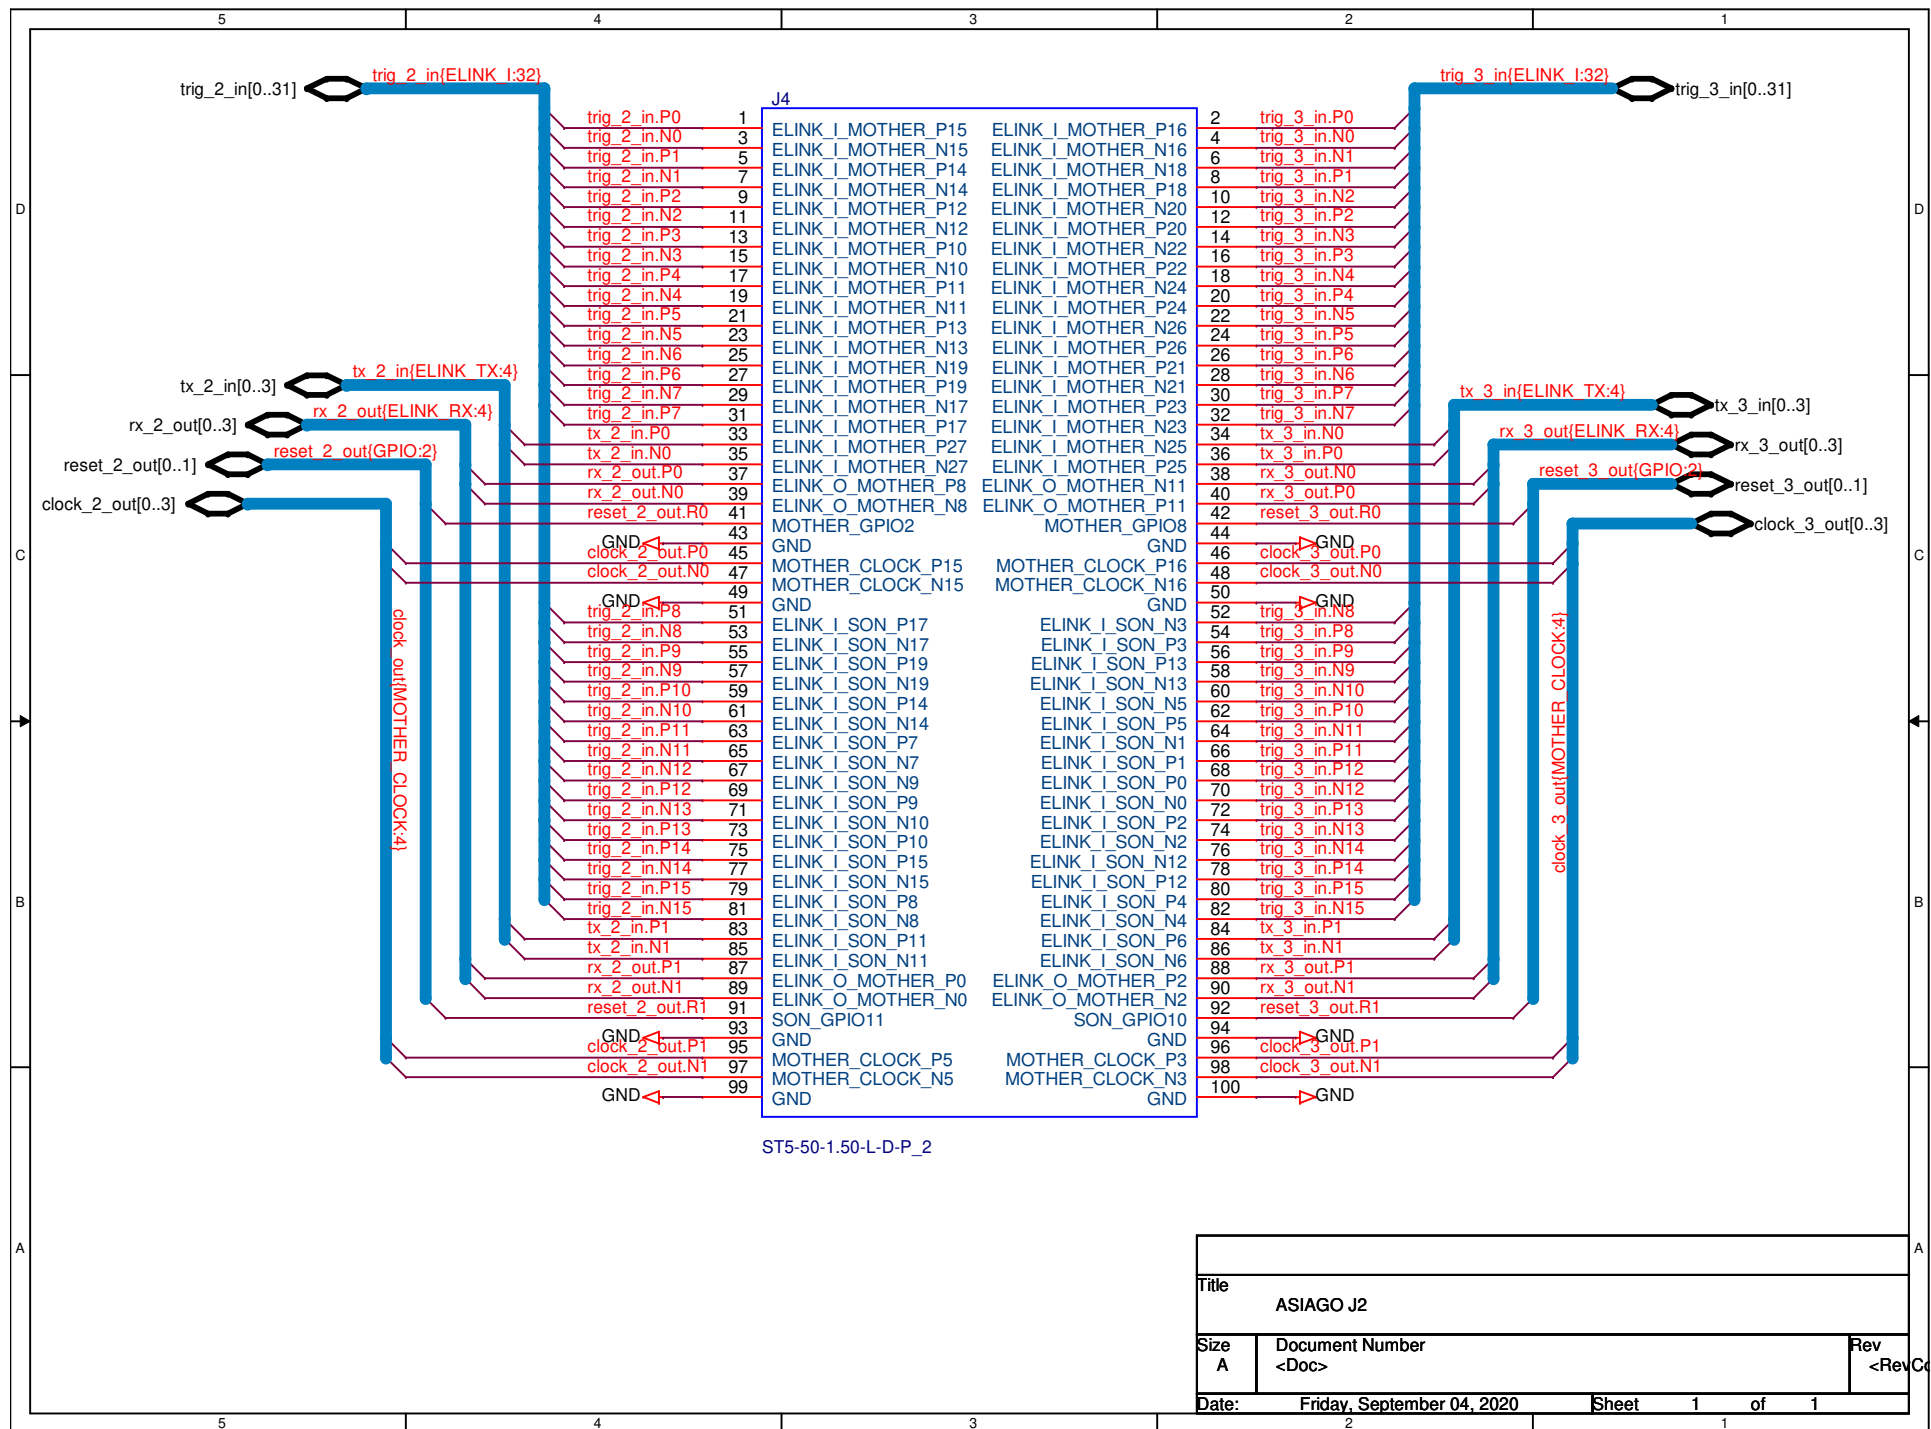 5 4 3 2 1
trig_2_in[0..31] trig_2_in{ELINK_I:32} trig_3_in{ELINK_I:32} trig_3_in[0..31]
J4
trig_2_in.P0 1 ELINK_I_MOTHER_P15 ELINK_I_MOTHER_P16 2 trig_3_in.P0
trig_2_in.N0 3 ELINK_I_MOTHER_N15 ELINK_I_MOTHER_N16 4 trig_3_in.N0
trig_2_in.P1 5 ELINK_I_MOTHER_P14 ELINK_I_MOTHER_N18 6 trig_3_in.N1
trig_2_in.N1 7 ELINK_I_MOTHER_N14 ELINK_I_MOTHER_P18 8 trig_3_in.P1
D trig_2_in.P2 9 ELINK_I_MOTHER_P12 ELINK_I_MOTHER_N20 10 trig_3_in.N2 D
trig_2_in.N2 11 ELINK_I_MOTHER_N12 ELINK_I_MOTHER_P20 12 trig_3_in.P2
trig_2_in.P3 13 ELINK_I_MOTHER_P10 ELINK_I_MOTHER_N22 14 trig_3_in.N3
trig_2_in.N3 15 ELINK_I_MOTHER_N10 ELINK_I_MOTHER_P22 16 trig_3_in.P3
trig_2_in.P4 17 ELINK_I_MOTHER_P11 ELINK_I_MOTHER_N24 18 trig_3_in.N4
trig_2_in.N4 19 ELINK_I_MOTHER_N11 ELINK_I_MOTHER_P24 20 trig_3_in.P4
trig_2_in.P5 21 ELINK_I_MOTHER_P13 ELINK_I_MOTHER_N26 22 trig_3_in.N5
trig_2_in.N5 23 ELINK_I_MOTHER_N13 ELINK_I_MOTHER_P26 24 trig_3_in.P5
trig_2_in.N6 25 ELINK_I_MOTHER_N19 ELINK_I_MOTHER_P21 26 trig_3_in.P6
tx_2_in[0..3] tx_2_in{ELINK_TX:4} trig_2_in.P6 27 ELINK_I_MOTHER_P19 ELINK_I_MOTHER_N21 28 trig_3_in.N6
trig_2_in.N7 29 ELINK_I_MOTHER_N17 ELINK_I_MOTHER_P23 30 trig_3_in.P7 tx_3_in{ELINK_TX:4} tx_3_in[0..3]
rx_2_out[0..3] rx_2_out{ELINK_RX:4} trig_2_in.P7 31 ELINK_I_MOTHER_P17 ELINK_I_MOTHER_N23 32 trig_3_in.N7
tx_2_in.P0 33 ELINK_I_MOTHER_P27 ELINK_I_MOTHER_N25 34 tx_3_in.N0 rx_3_out{ELINK_RX:4} rx_3_out[0..3]
reset_2_out[0..1] reset_2_out{GPIO:2} tx_2_in.N0 35 ELINK_I_MOTHER_N27 ELINK_I_MOTHER_P25 36 tx_3_in.P0
rx_2_out.P0 37 ELINK_O_MOTHER_P8 ELINK_O_MOTHER_N11 38 rx_3_out.N0 reset_3_out{GPIO:2} reset_3_out[0..1]
clock_2_out[0..3] rx_2_out.N0 39 ELINK_O_MOTHER_N8 ELINK_O_MOTHER_P11 40 rx_3_out.P0
reset_2_out.R0 41 MOTHER_GPIO2 MOTHER_GPIO8 42 reset_3_out.R0 clock_3_out[0..3]
GND 43 GND GND 44 GND
C clock_2_out.P0 45 MOTHER_CLOCK_P15 MOTHER_CLOCK_P16 46 clock_3_out.P0 C
clock_2_out.N0 47 MOTHER_CLOCK_N15 MOTHER_CLOCK_N16 48 clock_3_out.N0
GND 49 GND GND 50 GND
trig_2_in.P8 51 ELINK_I_SON_P17 ELINK_I_SON_N3 52 trig_3_in.N8
trig_2_in.N8 53 ELINK_I_SON_N17 ELINK_I_SON_P3 54 trig_3_in.P8
trig_2_in.P9 55 ELINK_I_SON_P19 ELINK_I_SON_P13 56 trig_3_in.P9
trig_2_in.N9 57 ELINK_I_SON_N19 ELINK_I_SON_N13 58 trig_3_in.N9
trig_2_in.P10 59 ELINK_I_SON_P14 ELINK_I_SON_N5 60 trig_3_in.N10
trig_2_in.N10 61 ELINK_I_SON_N14 ELINK_I_SON_P5 62 trig_3_in.P10
trig_2_in.P11 63 ELINK_I_SON_P7 ELINK_I_SON_N1 64 trig_3_in.N11
trig_2_in.N11 65 ELINK_I_SON_N7 ELINK_I_SON_P1 66 trig_3_in.P11
trig_2_in.N12 67 ELINK_I_SON_N9 ELINK_I_SON_P0 68 trig_3_in.P12
trig_2_in.P12 69 ELINK_I_SON_P9 ELINK_I_SON_N0 70 trig_3_in.N12
trig_2_in.N13 71 ELINK_I_SON_N10 ELINK_I_SON_P2 72 trig_3_in.P13
trig_2_in.P13 73 ELINK_I_SON_P10 ELINK_I_SON_N2 74 trig_3_in.N13
trig_2_in.P14 75 ELINK_I_SON_P15 ELINK_I_SON_N12 76 trig_3_in.N14
trig_2_in.N14 77 ELINK_I_SON_N15 ELINK_I_SON_P12 78 trig_3_in.P14
B trig_2_in.P15 79 ELINK_I_SON_P8 ELINK_I_SON_P4 80 trig_3_in.P15 B
trig_2_in.N15 81 ELINK_I_SON_N8 ELINK_I_SON_N4 82 trig_3_in.N15
tx_2_in.P1 83 ELINK_I_SON_P11 ELINK_I_SON_P6 84 tx_3_in.P1
tx_2_in.N1 85 ELINK_I_SON_N11 ELINK_I_SON_N6 86 tx_3_in.N1
rx_2_out.P1 87 ELINK_O_MOTHER_P0 ELINK_O_MOTHER_P2 88 rx_3_out.P1
rx_2_out.N1 89 ELINK_O_MOTHER_N0 ELINK_O_MOTHER_N2 90 rx_3_out.N1
reset_2_out.R1 91 SON_GPIO11 SON_GPIO10 92 reset_3_out.R1
GND 93 GND GND 94 GND
clock_2_out.P1 95 MOTHER_CLOCK_P5 MOTHER_CLOCK_P3 96 clock_3_out.P1
clock_2_out.N1 97 MOTHER_CLOCK_N5 MOTHER_CLOCK_N3 98 clock_3_out.N1
GND 99 GND GND 100 GND
clock_out{MOTHER_CLOCK:4}
clock_3_out{MOTHER_CLOCK:4}
ST5-50-1.50-L-D-P_2
A A
Title
ASIAGO J2
Size Document Number Rev
A <Doc> <RevCo
Date: Friday, September 04, 2020 Sheet 1 of 1
5 4 3 2 1